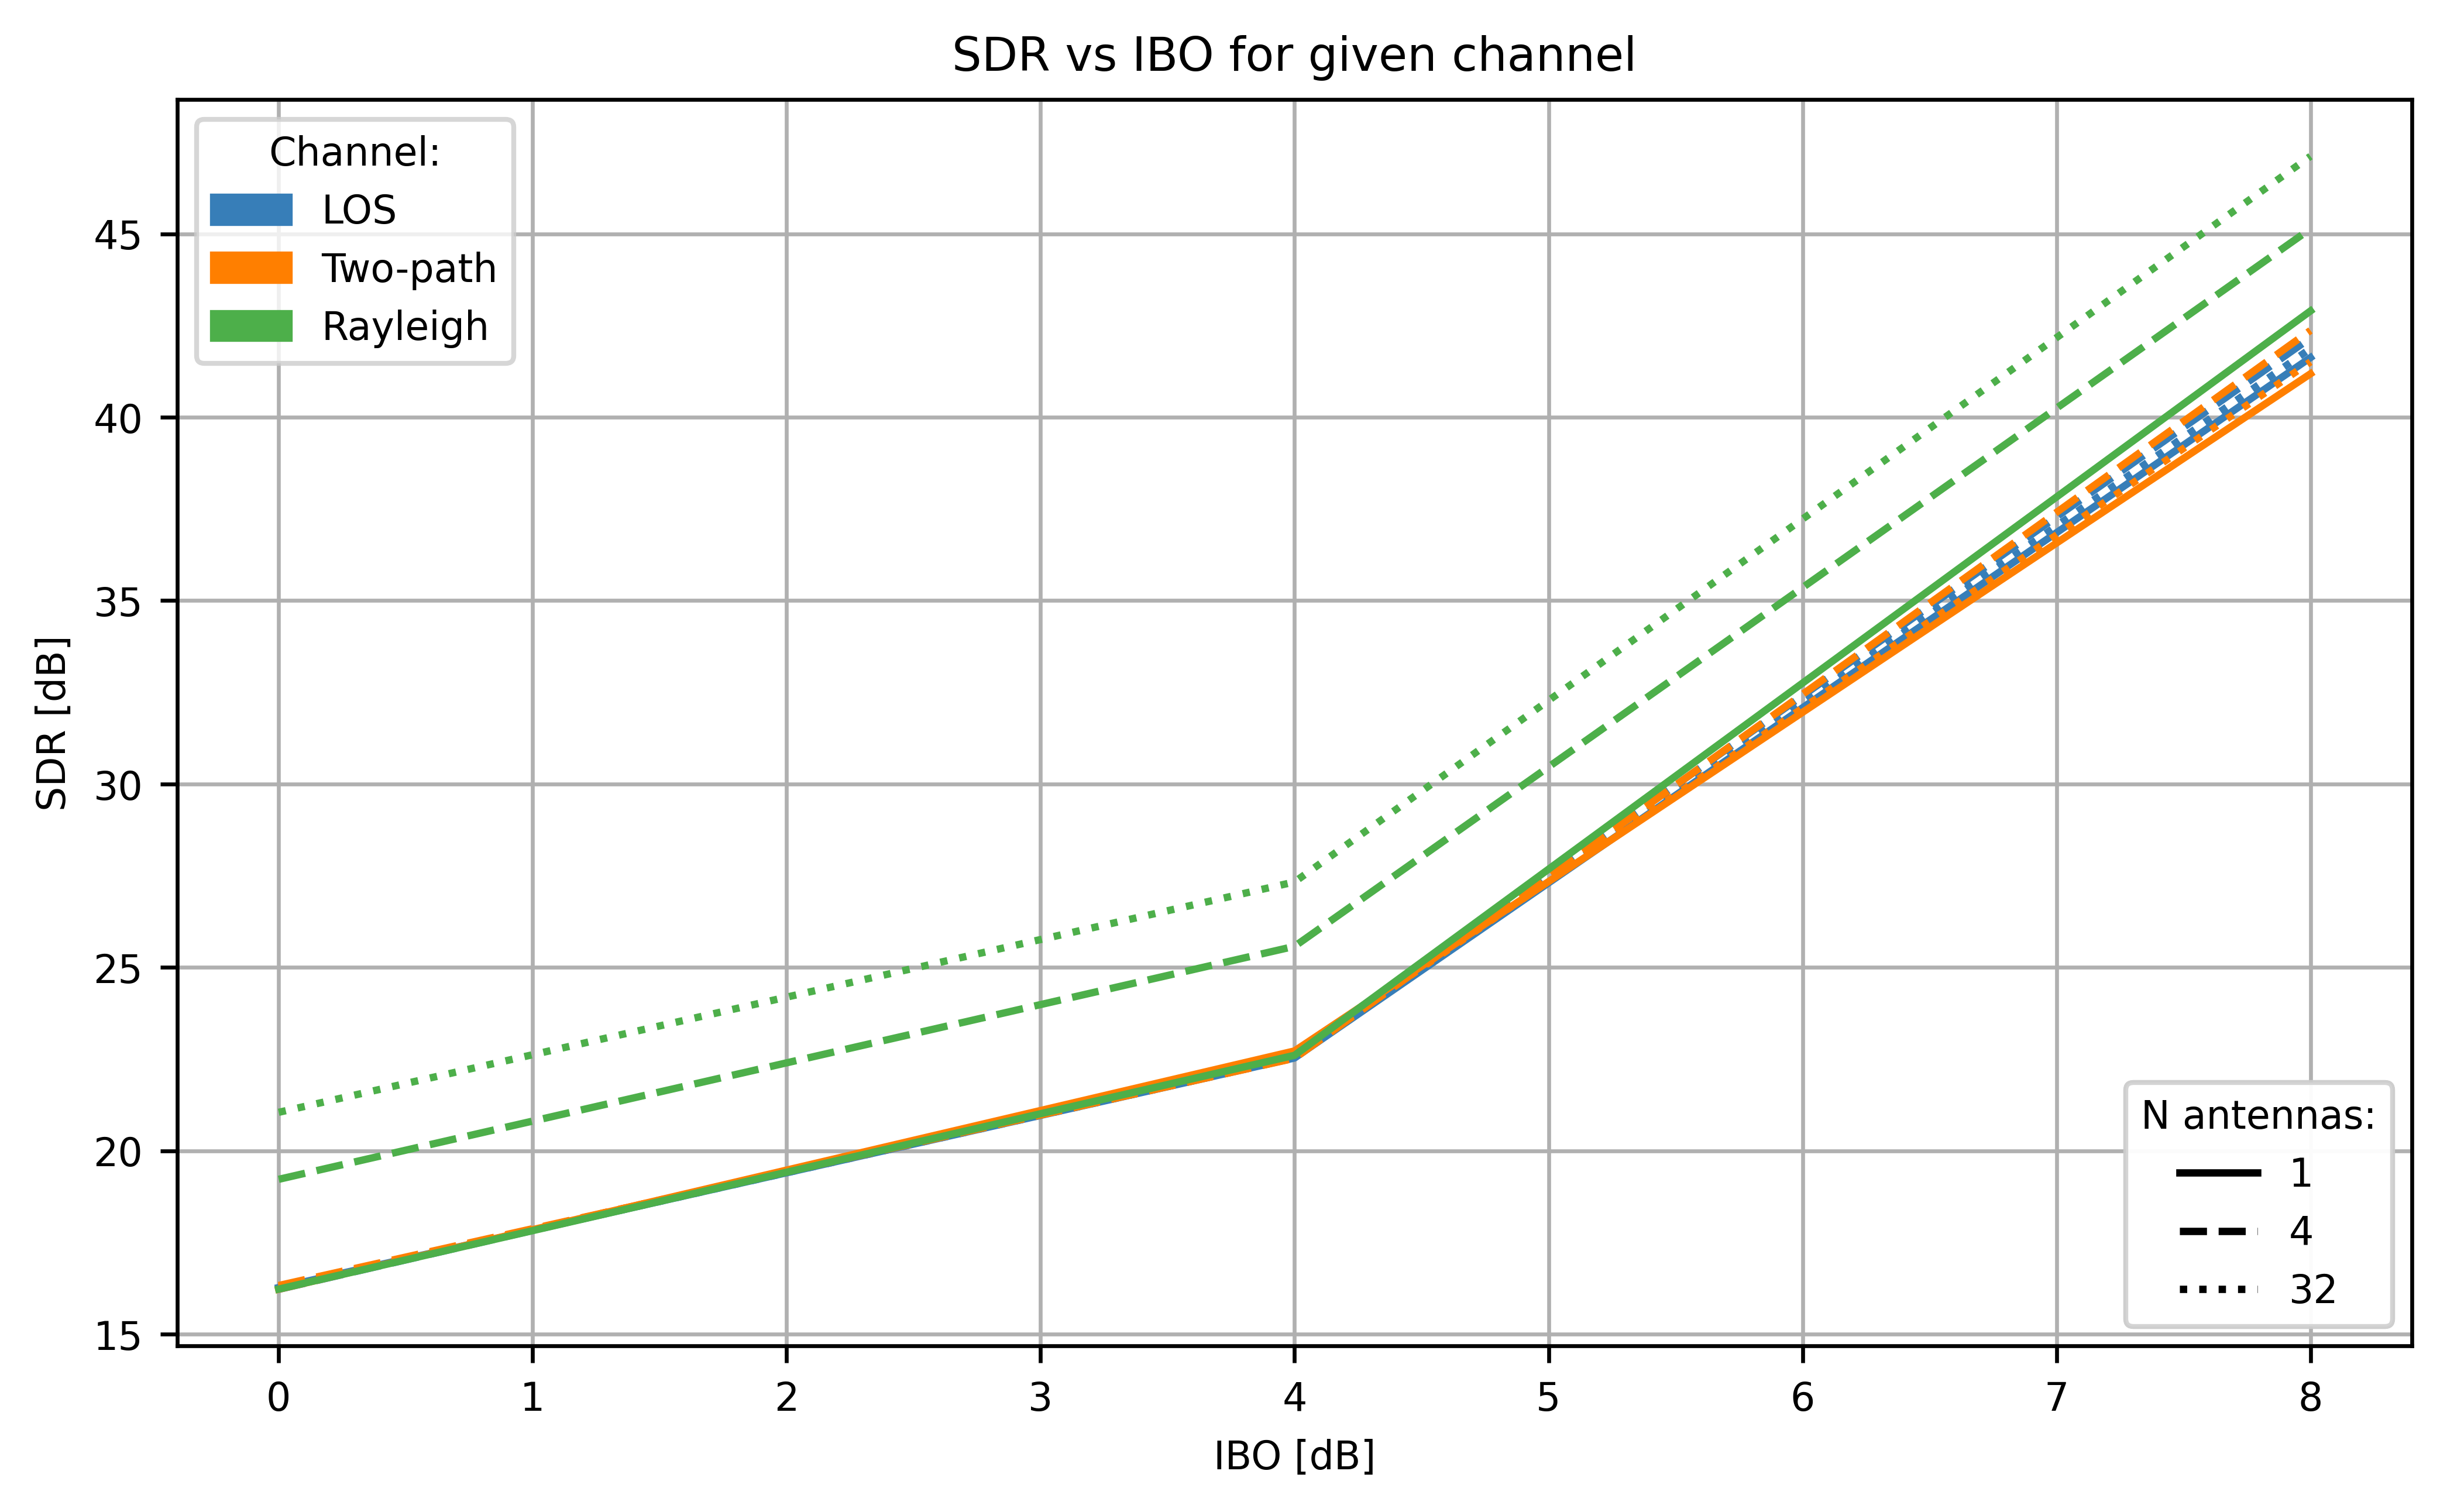 SDR vs IBO for given channel
Channel:
LOS
Two-path
Rayleigh
45
40
35
30
25
20
15
SDR [dB]
N antennas:
1
4
32
0 1 2 3 4 5 6 7 8
IBO [dB]